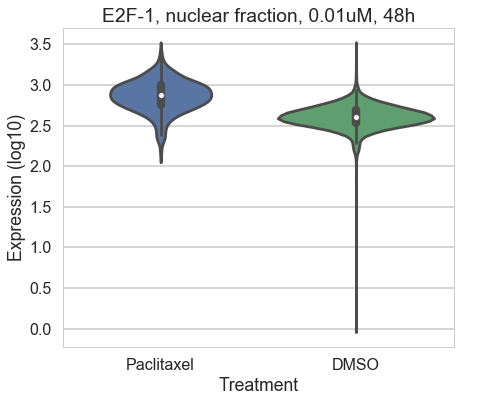 E2F-1, nuclear fraction, 0.01uM, 48h
3.5
3.0
2.5
2.0
1.5
1.0
0.5
0.0
Expression (log10)
Paclitaxel DMSO
Treatment